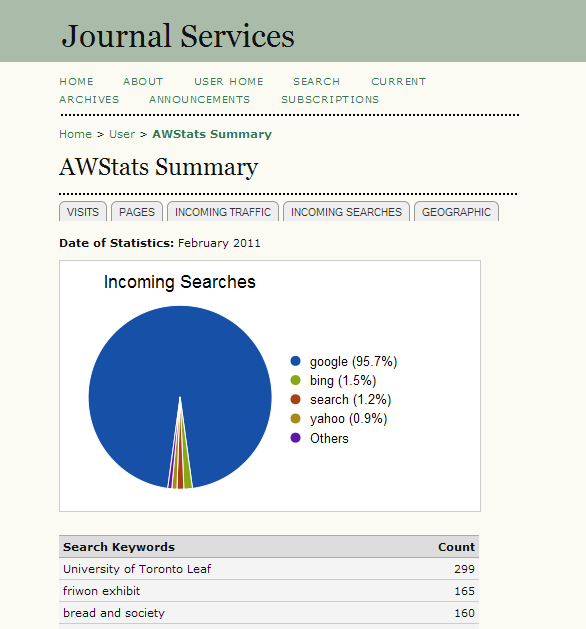 Journal Services
HOME ABOUT USER HOME SEARCH CURRENT
ARCHIVES ANNOUNCEMENTS SUBSCRIPTIONS
Home > User > AWStats Summary
AWStats Summary
VISITS PAGES INCOMING TRAFFIC INCOMING SEARCHES GEOGRAPHIC
Date of Statistics: February 2011
Incoming Searches
google (95.7%)
bing (1.5%)
search (1.2%)
yahoo (0.9%)
Others
Search Keywords Count
University of Toronto Leaf 299
friwon exhibit 165
bread and society 160